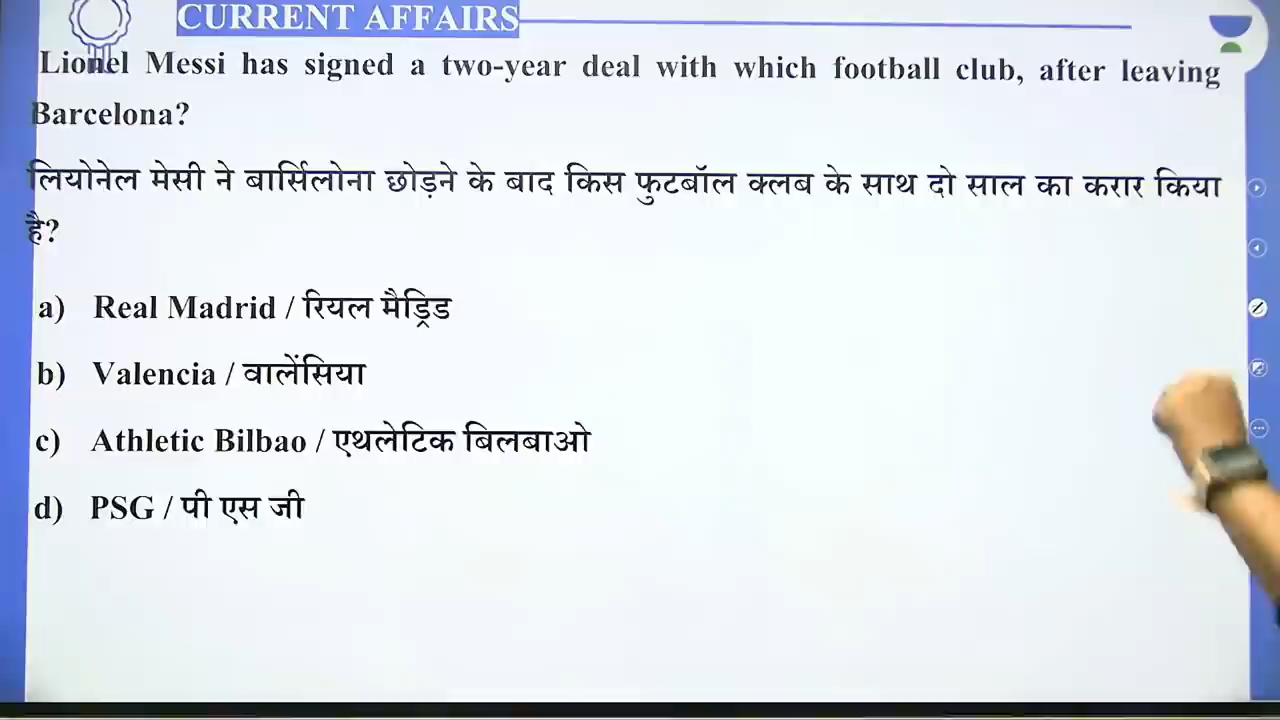 CURRENT AFFAIRS
Lionel Messi has signed a two-year deal with which football club, after leaving
Barcelona?
लियोनेल मेसी ने बार्सिलोना छोड़ने के बाद किस फुटबॉल क्लब के साथ दो साल का करार किया
है?
a) Real Madrid / रियल मैड्रिड
b) Valencia / वालेंसिया
c) Athletic Bilbao / एथलेटिक बिलबाओ
d) PSG / पी एस जी